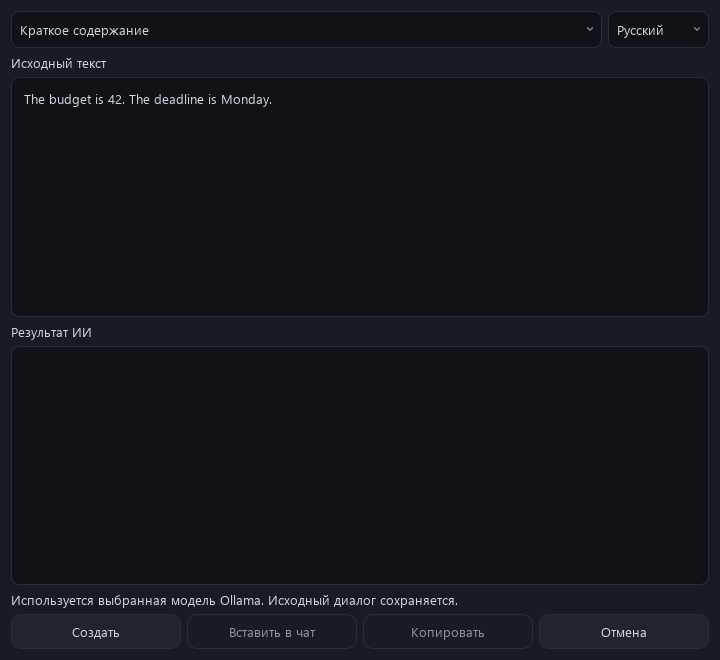 Краткое содержание
Русский
Исходный текст
The budget is 42. The deadline is Monday.
Результат ИИ
Используется выбранная модель Ollama. Исходный диалог сохраняется.
Создать
Вставить в чат
Копировать
Отмена